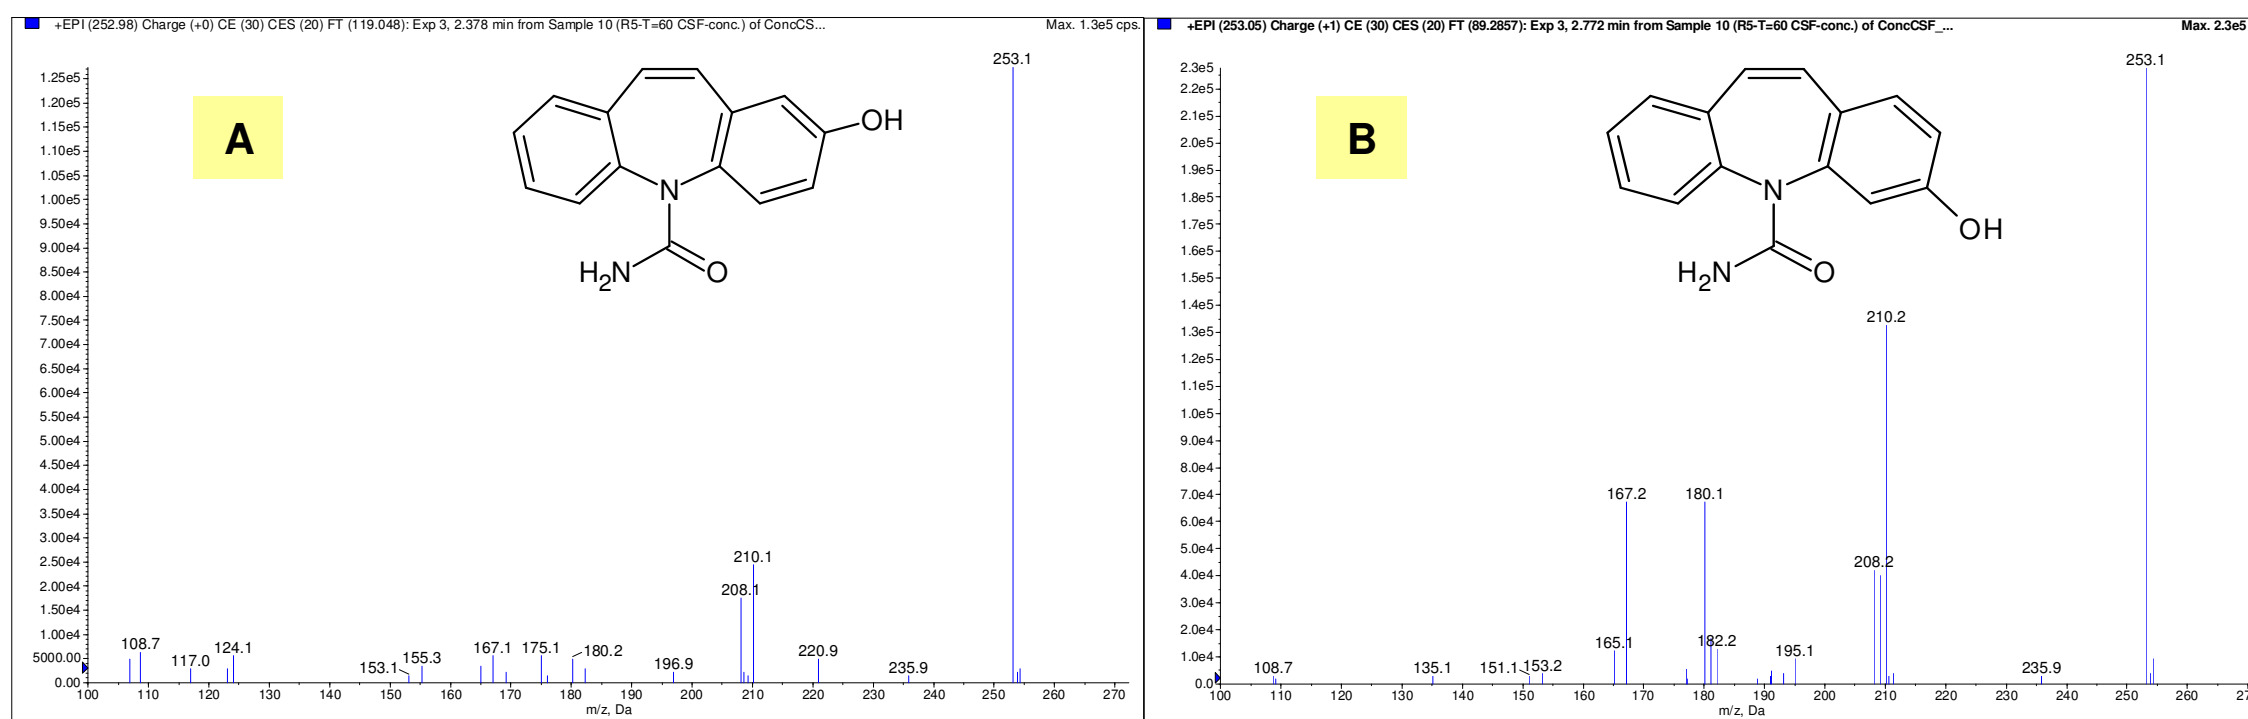 +EPI (252.98) Charge (+0) CE (30) CES (20) FT (119.048): Exp 3, 2.378 min from Sample 10 (R5-T=60 CSF-conc.) of ConcCS...
Max. 1.3e5 cps.
A
OH
N
H2N
O
253.1
210.1
208.1
108.7
117.0
124.1
153.1
155.3
167.1
175.1
180.2
196.9
220.9
235.9
1.25e5
1.20e5
1.15e5
1.10e5
1.05e5
1.00e5
9.50e4
9.00e4
8.50e4
8.00e4
7.50e4
7.00e4
6.50e4
6.00e4
5.50e4
5.00e4
4.50e4
4.00e4
3.50e4
3.00e4
2.50e4
2.00e4
1.50e4
1.00e4
5000.00
0.00
100 110 120 130 140 150 160 170 180 190 200 210 220 230 240 250 260 270
m/z, Da
+EPI (253.05) Charge (+1) CE (30) CES (20) FT (89.2857): Exp 3, 2.772 min from Sample 10 (R5-T=60 CSF-conc.) of ConcCSF_...
Max. 2.3e5
B
N
OH
H2N
O
253.1
210.2
167.2
180.1
208.2
165.1
182.2
195.1
108.7
135.1
151.1
153.2
235.9
2.3e5
2.2e5
2.1e5
2.0e5
1.9e5
1.8e5
1.7e5
1.6e5
1.5e5
1.4e5
1.3e5
1.2e5
1.1e5
1.0e5
9.0e4
8.0e4
7.0e4
6.0e4
5.0e4
4.0e4
3.0e4
2.0e4
1.0e4
0.0
100 110 120 130 140 150 160 170 180 190 200 210 220 230 240 250 260 27
m/z, Da